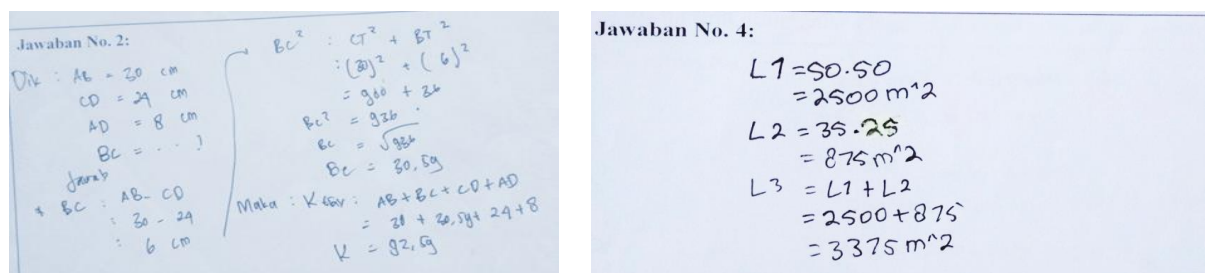 Jawaban No. 2:
Dik : AB = 30 cm
CD = 24 cm
AD = 8 cm
BC = . . . ?
Jawab
* BC : AB - CD
: 30 - 24
: 6 cm
BC² : CT² + BT²
: (30)² + (6)²
= 900 + 36
BC² = 936
BC = √936
BC = 30,59
Maka : K : AB + BC + CD + AD
= 30 + 30,59 + 24 + 8
K = 92,59
Jawaban No. 4:
L1 = 50.50
= 2500 m^2
L2 = 35.25
= 875 m^2
L3 = L1 + L2
= 2500 + 875
= 3375 m^2